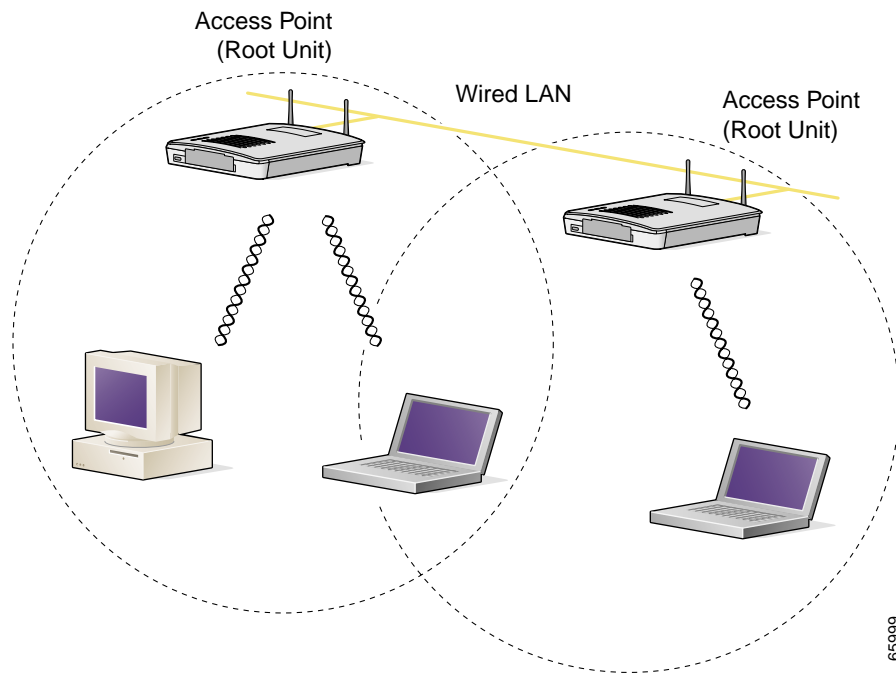 Access Point
(Root Unit)
Wired LAN
Access Point
(Root Unit)
65999